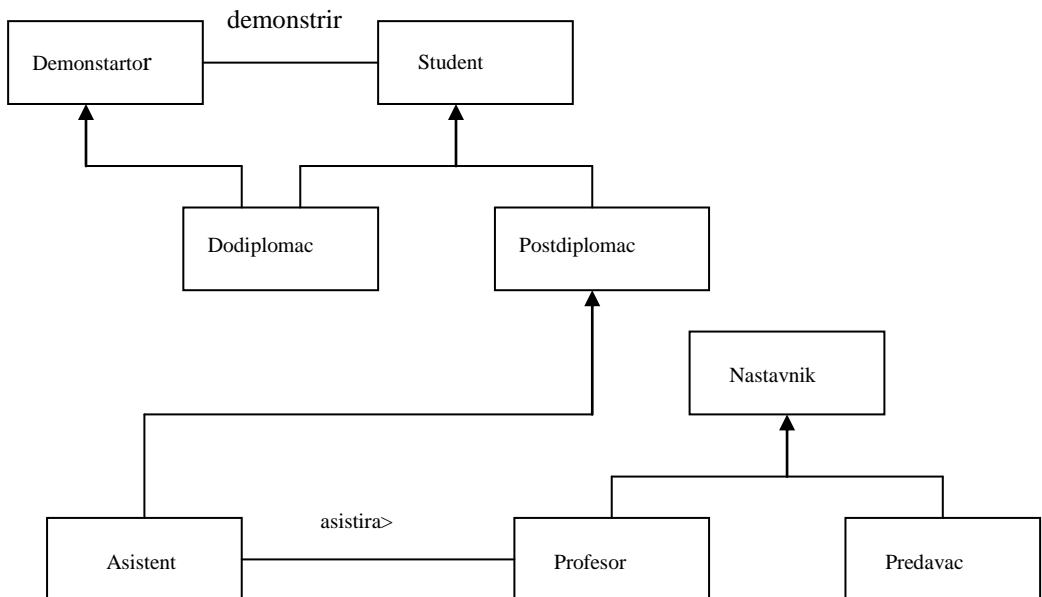 demonstrir
Demonstartor
Student
Dodiplomac
Postdiplomac
Nastavnik
asistira>
Asistent
Profesor
Predavac